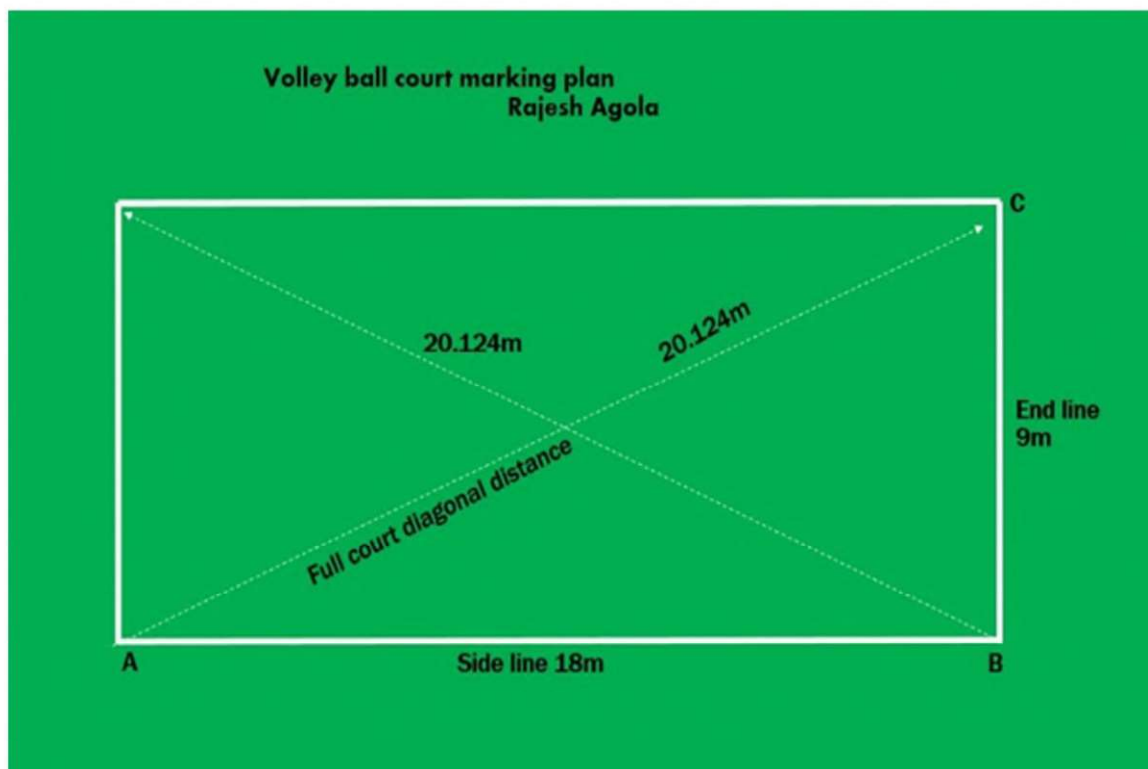 Volley ball court marking plan
Rajesh Agola
C
20.124m
20.124m
End line
9m
Full court diagonal distance
A
Side line 18m
B